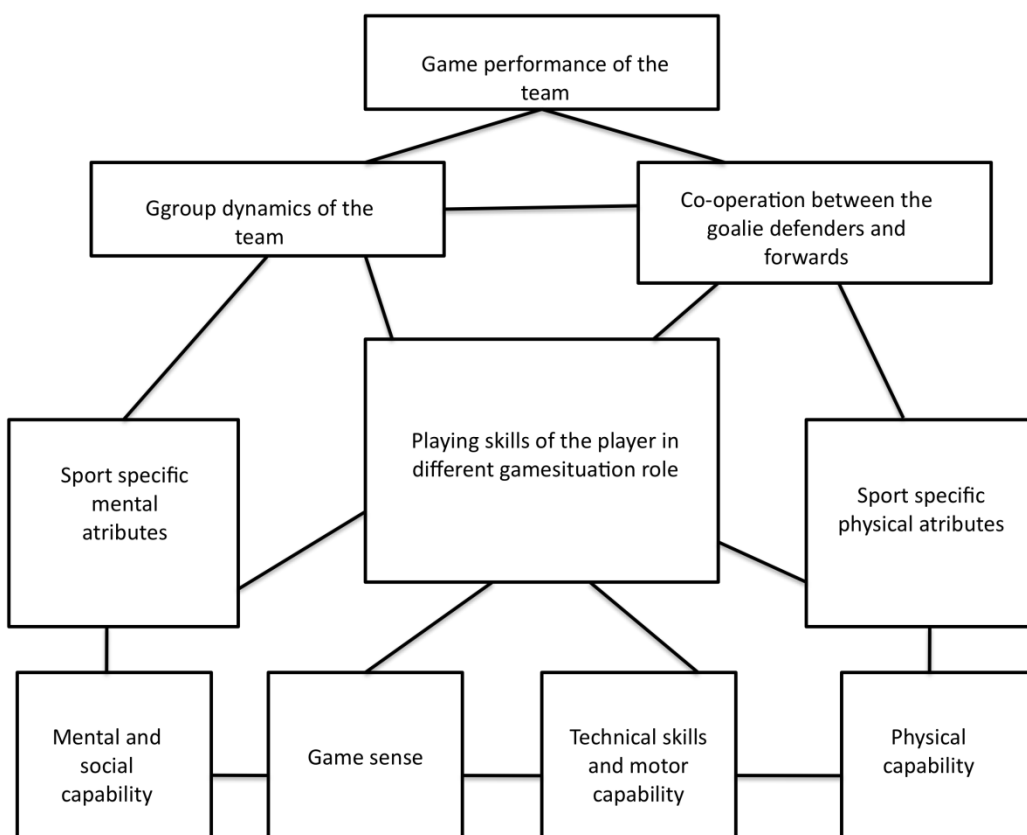 Game performance of the
team
Ggroup dynamics of the
team
Co-operation between the
goalie defenders and
forwards
Playing skills of the player in
different gamesituation role
Sport specific
mental
atributes
Sport specific
physical atributes
Mental and
social
capability
Game sense
Technical skills
and motor
capability
Physical
capability